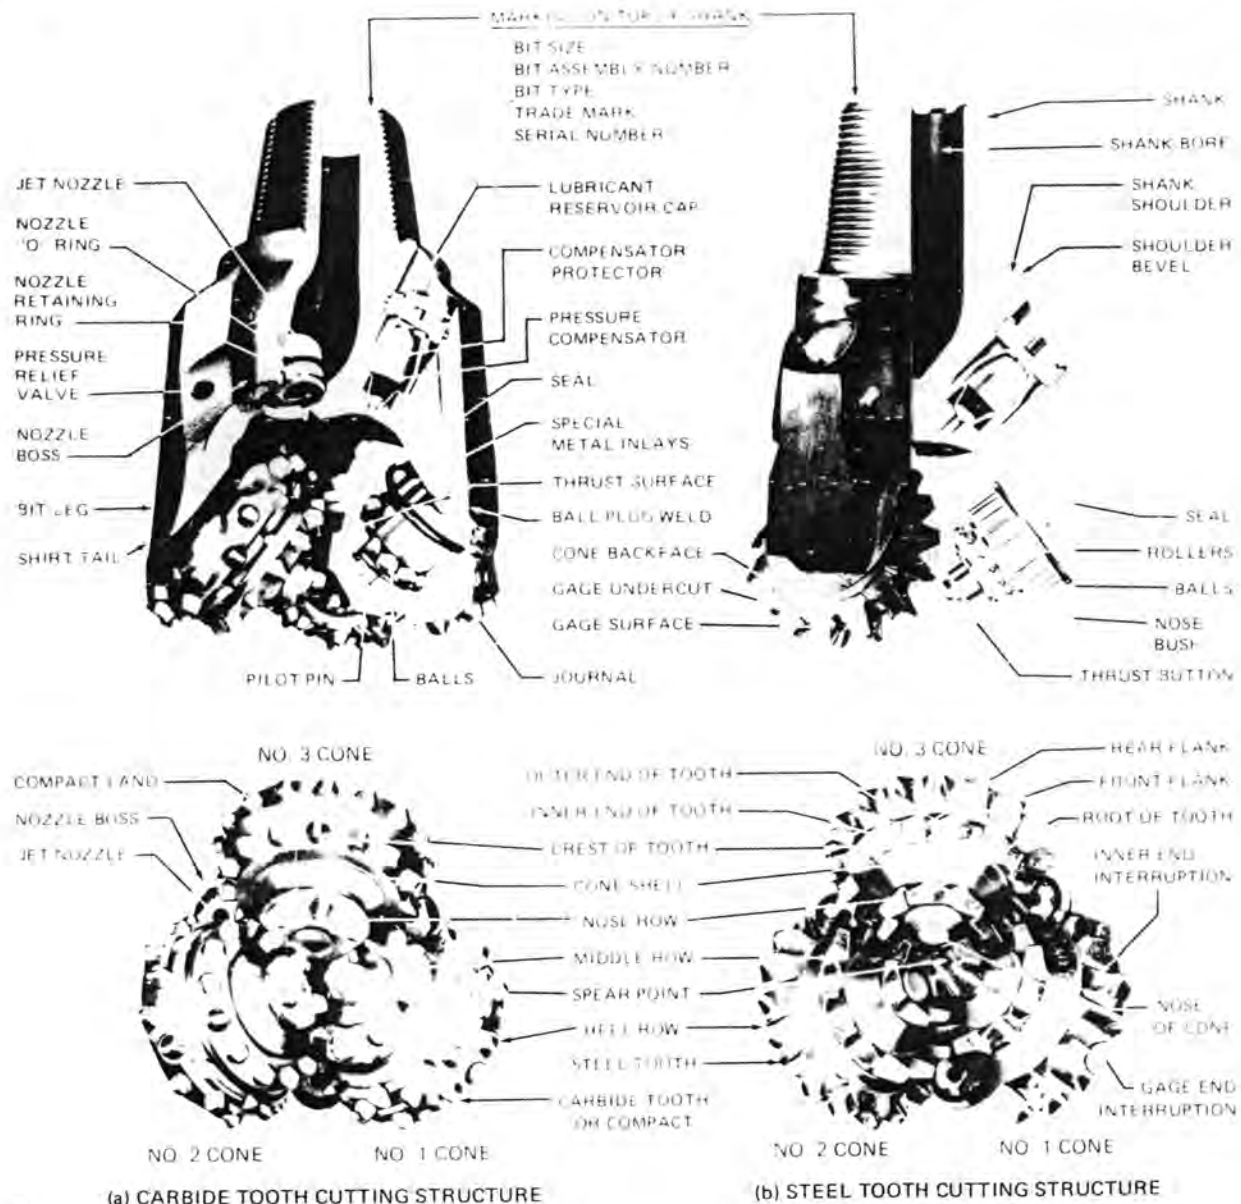 MARKINGS ON TOP OF SHANK
BIT SIZE
BIT ASSEMBLY NUMBER
BIT TYPE
TRADE MARK
SERIAL NUMBER
JET NOZZLE
NOZZLE
"O" RING
NOZZLE
RETAINING
RING
PRESSURE
RELIEF
VALVE
NOZZLE
BOSS
BIT LEG
SHIRT TAIL
LUBRICANT
RESERVOIR CAP
COMPENSATOR
PROTECTOR
PRESSURE
COMPENSATOR
SEAL
SPECIAL
METAL INLAYS
THRUST SURFACE
BALL PLUG WELD
CONE BACKFACE
GAGE UNDERCUT
GAGE SURFACE
PILOT PIN
BALLS
JOURNAL
SHANK
SHANK BORE
SHANK
SHOULDER
SHOULDER
BEVEL
SEAL
ROLLERS
BALLS
NOSE
BUSH
THRUST BUTTON
NO. 3 CONE
COMPACT LAND
NOZZLE BOSS
JET NOZZLE
OUTER END OF TOOTH
INNER END OF TOOTH
CREST OF TOOTH
CONE SHELL
NOSE ROW
MIDDLE ROW
SPEAR POINT
HEEL ROW
STEEL TOOTH
CARBIDE TOOTH
OR COMPACT
NO. 3 CONE
REAR FLANK
FRONT FLANK
ROOT OF TOOTH
INNER END
INTERRUPTION
NOSE
OF CONE
GAGE END
INTERRUPTION
NO. 2 CONE
NO. 1 CONE
NO. 2 CONE
NO. 1 CONE
(a) CARBIDE TOOTH CUTTING STRUCTURE
(b) STEEL TOOTH CUTTING STRUCTURE